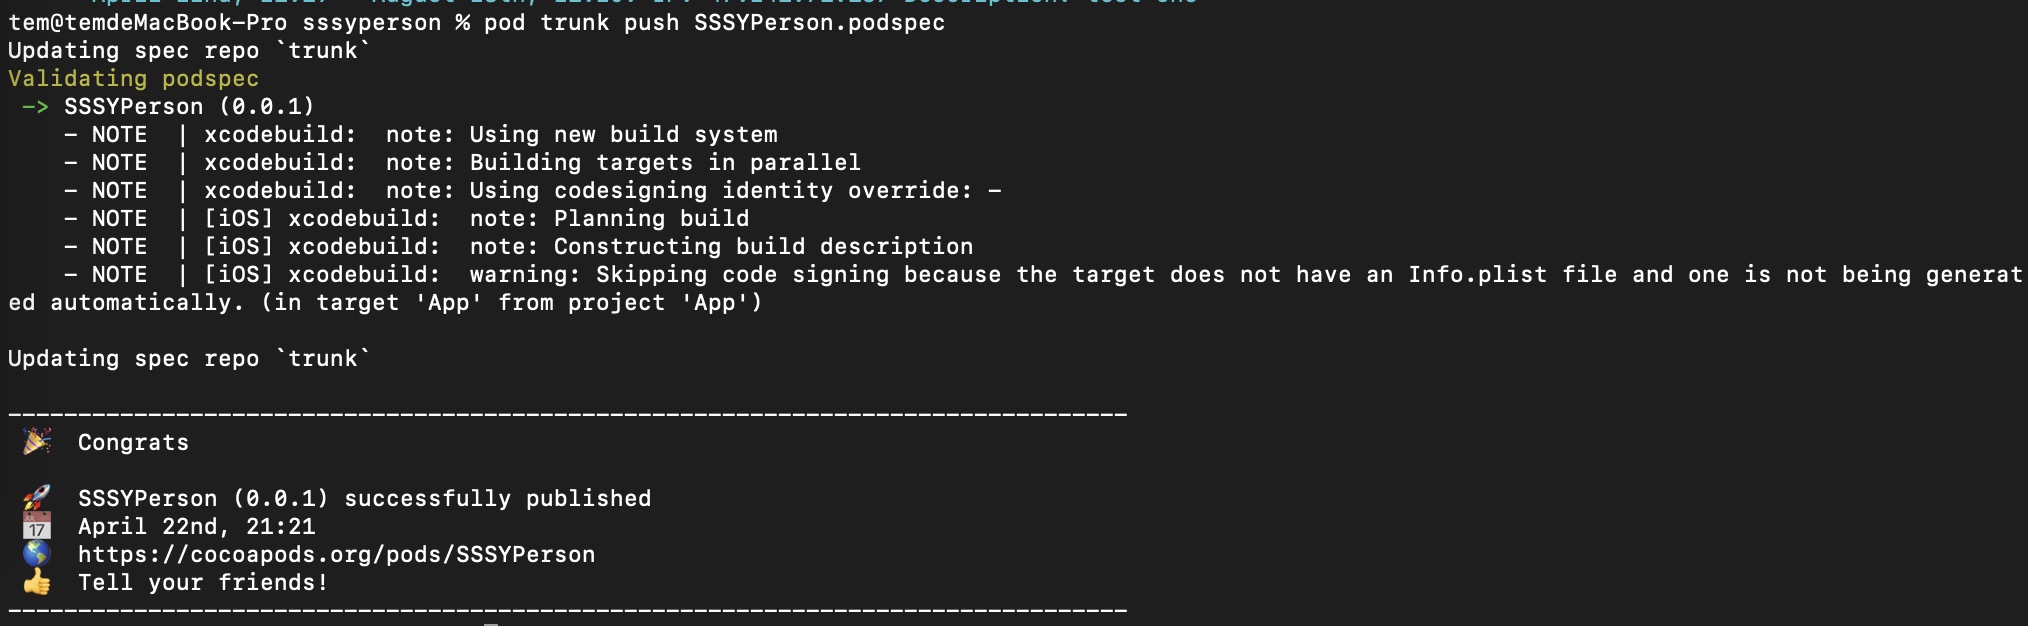 tem@temdeMacBook-Pro sssyperson % pod trunk push SSSYPerson.podspec
Updating spec repo `trunk`
Validating podspec
 -> SSSYPerson (0.0.1)
    - NOTE  | xcodebuild:  note: Using new build system
    - NOTE  | xcodebuild:  note: Building targets in parallel
    - NOTE  | xcodebuild:  note: Using codesigning identity override: -
    - NOTE  | [iOS] xcodebuild:  note: Planning build
    - NOTE  | [iOS] xcodebuild:  note: Constructing build description
    - NOTE  | [iOS] xcodebuild:  warning: Skipping code signing because the target does not have an Info.plist file and one is not being generat
ed automatically. (in target 'App' from project 'App')
Updating spec repo `trunk`
--------------------------------------------------------------------------------
 🎉  Congrats
 🚀  SSSYPerson (0.0.1) successfully published
 📅  April 22nd, 21:21
 🌎  https://cocoapods.org/pods/SSSYPerson
 👍  Tell your friends!
--------------------------------------------------------------------------------